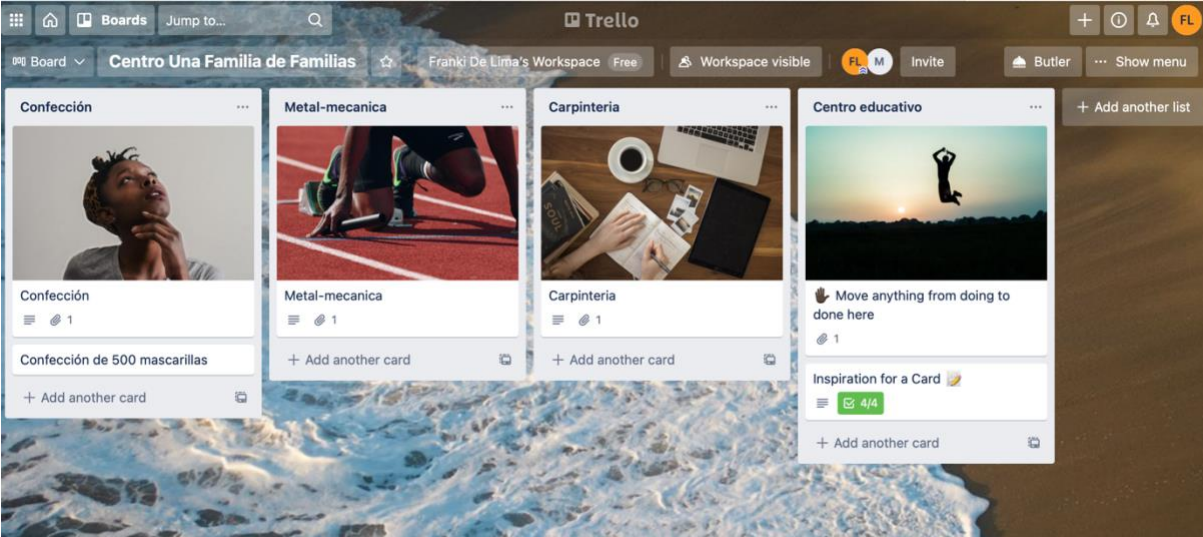 Boards Jump to... Trello FL
Board Centro Una Familia de Familias Franki De Lima's Workspace Free Workspace visible FL M Invite Butler ... Show menu
Confección ...
Confección
1
Confección de 500 mascarillas
+ Add another card
Metal-mecanica ...
Metal-mecanica
1
+ Add another card
Carpinteria ...
SOUL
Carpinteria
1
+ Add another card
Centro educativo ...
Move anything from doing to
done here
1
Inspiration for a Card
4/4
+ Add another card
+ Add another list